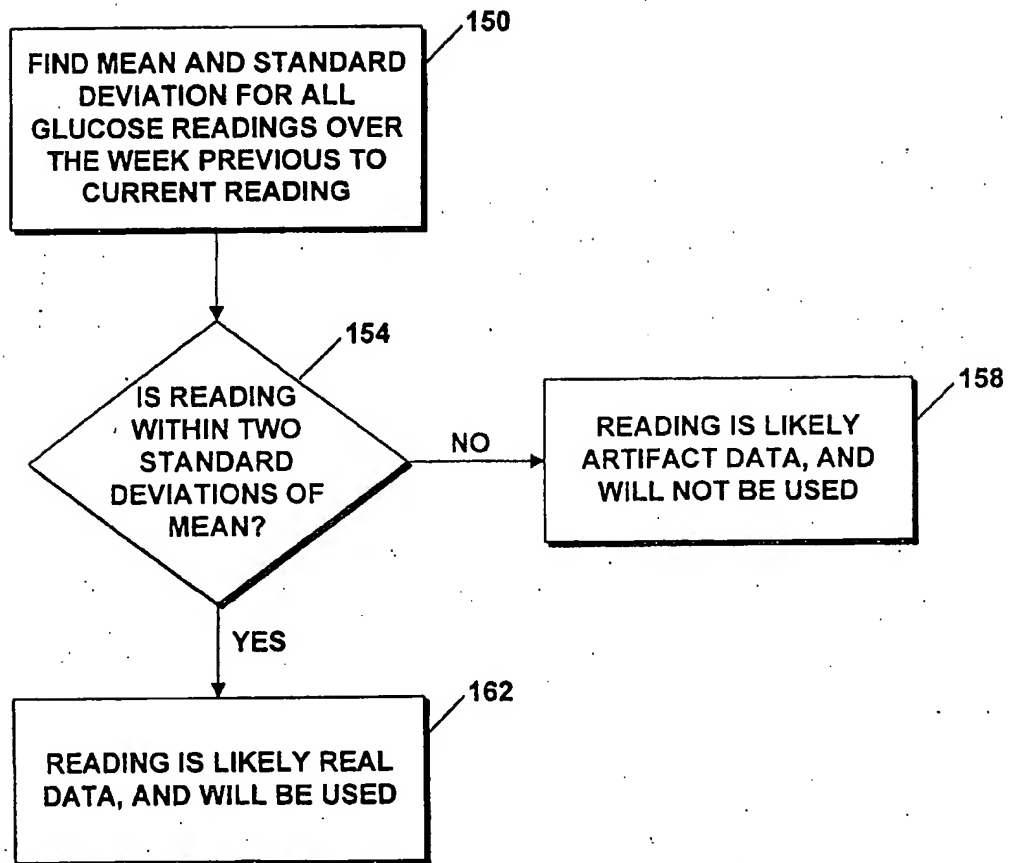 150
FIND MEAN AND STANDARD
DEVIATION FOR ALL
GLUCOSE READINGS OVER
THE WEEK PREVIOUS TO
CURRENT READING
154
IS READING
WITHIN TWO
STANDARD
DEVIATIONS OF
MEAN?
NO
158
READING IS LIKELY
ARTIFACT DATA, AND
WILL NOT BE USED
YES
162
READING IS LIKELY REAL
DATA, AND WILL BE USED